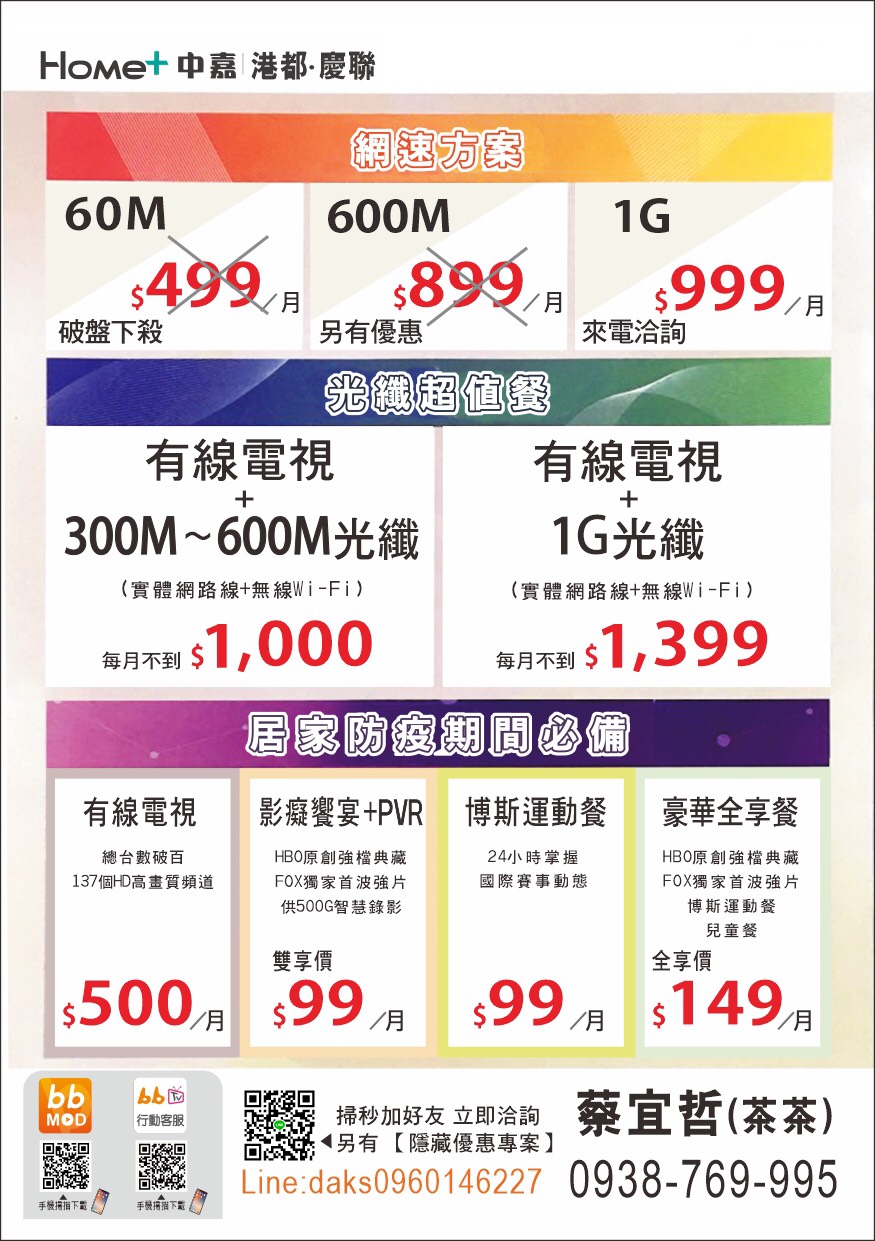 Home+ 中嘉 港都·慶聯
網速方案
60M
$499/月
破盤下殺
600M
$899/月
另有優惠
1G
$999/月
來電洽詢
光纖超值餐
有線電視
+
300M~600M光纖
(實體網路線+無線Wi-Fi)
每月不到 $1,000
有線電視
+
1G光纖
(實體網路線+無線Wi-Fi)
每月不到 $1,399
居家防疫期間必備
有線電視
總台數破百
137個HD高畫質頻道
$500/月
影癡饗宴+PVR
HBO原創強檔典藏
FOX獨家首波強片
供500G智慧錄影
雙享價
$99/月
博斯運動餐
24小時掌握
國際賽事動態
$99/月
豪華全享餐
HBO原創強檔典藏
FOX獨家首波強片
博斯運動餐
兒童餐
全享價
$149/月
bb
MOD
手機掃描下載
bb TV
行動客服
手機掃描下載
掃秒加好友 立即洽詢
另有【隱藏優惠專案】
Line:daks0960146227
蔡宜哲(茶茶)
0938-769-995